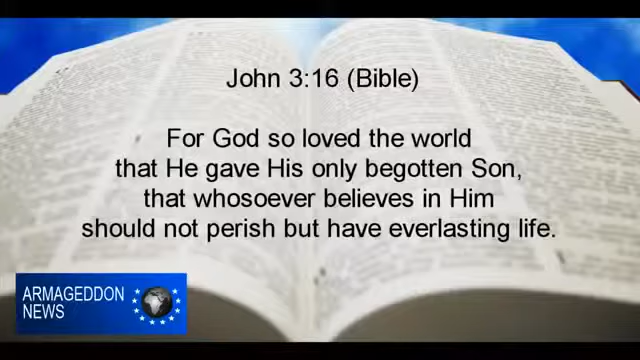 John 3:16 (Bible)
For God so loved the world
that He gave His only begotten Son,
that whosoever believes in Him
should not perish but have everlasting life.
ARMAGEDDON
NEWS